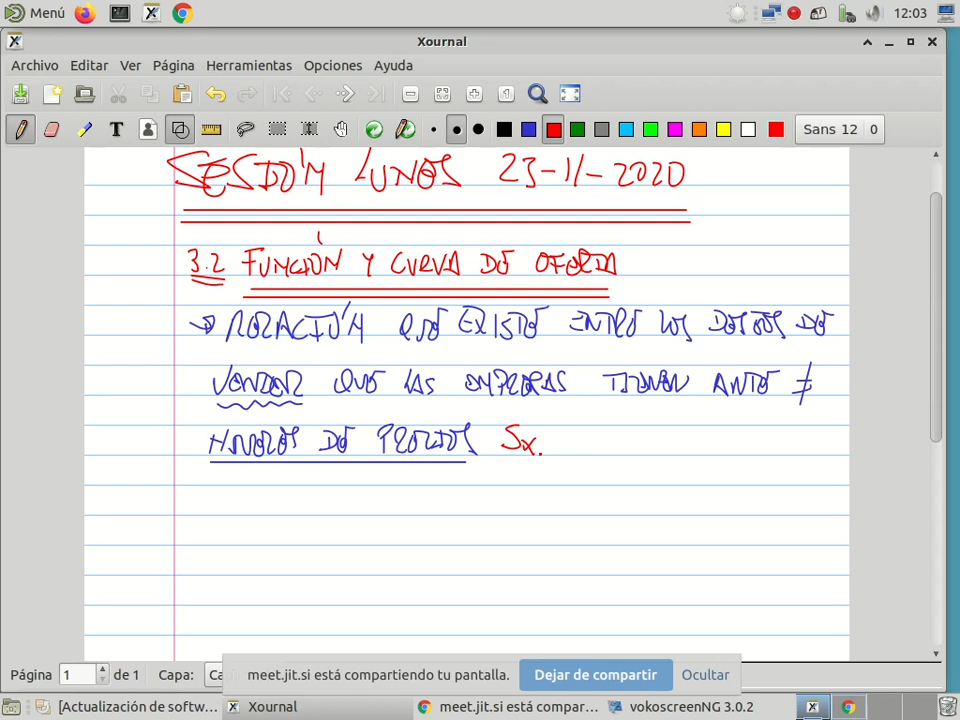 Menú 12:03
Xournal
Archivo Editar Ver Página Herramientas Opciones Ayuda
Sans 12 0
SESIÓN LUNES 23-11-2020
3.2 FUNCIÓN Y CURVA DE OFERTA
→ RELACIÓN QUE EXISTE ENTRE LOS DESEOS DE
VENDER QUE LAS EMPRESAS TIENEN ANTE ≠
NIVELES DE PRECIOS Sx.
Página 1 de 1 Capa: Ca
meet.jit.si está compartiendo tu pantalla. Dejar de compartir Ocultar
[Actualización de softw... Xournal meet.jit.si está compar... vokoscreenNG 3.0.2